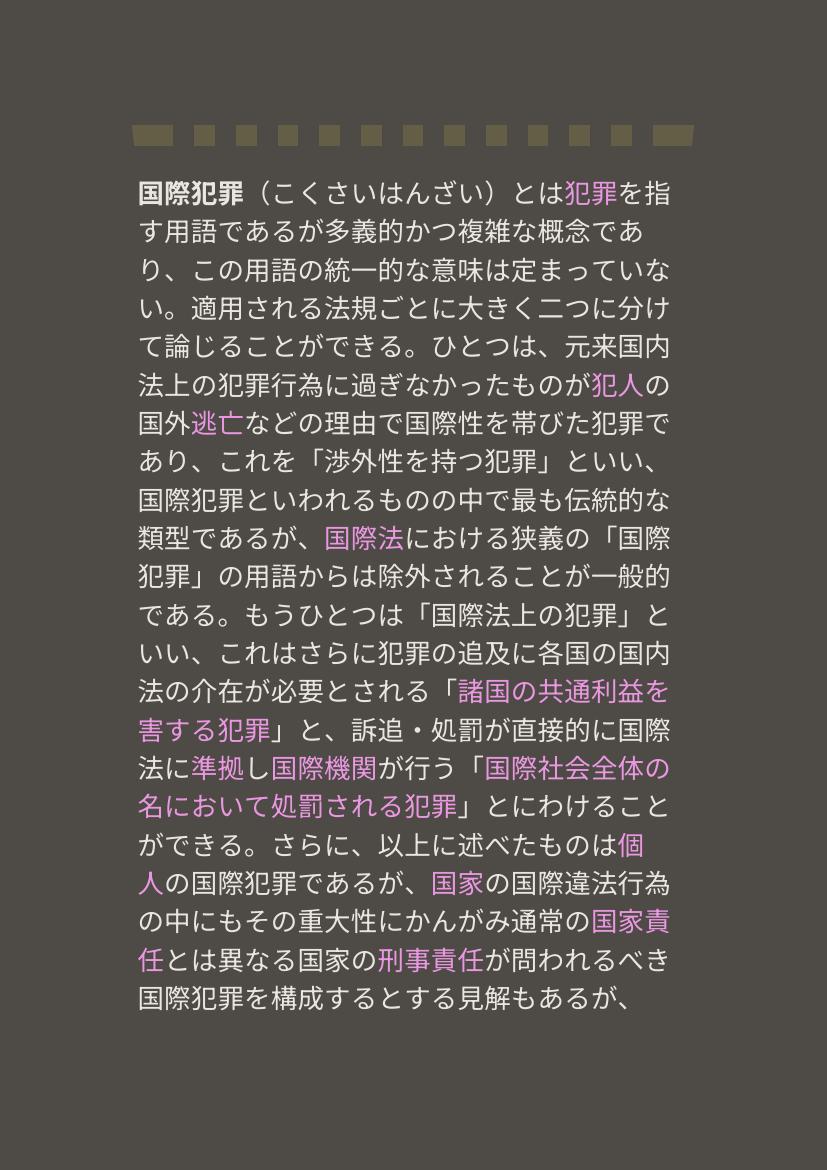 国際犯罪（こくさいはんざい）とは犯罪を指
す用語であるが多義的かつ複雑な概念であ
り、この用語の統一的な意味は定まっていな
い。適用される法規ごとに大きく二つに分け
て論じることができる。ひとつは、元来国内
法上の犯罪行為に過ぎなかったものが犯人の
国外逃亡などの理由で国際性を帯びた犯罪で
あり、これを「渉外性を持つ犯罪」といい、
国際犯罪といわれるものの中で最も伝統的な
類型であるが、国際法における狭義の「国際
犯罪」の用語からは除外されることが一般的
である。もうひとつは「国際法上の犯罪」と
いい、これはさらに犯罪の追及に各国の国内
法の介在が必要とされる「諸国の共通利益を
害する犯罪」と、訴追・処罰が直接的に国際
法に準拠し国際機関が行う「国際社会全体の
名において処罰される犯罪」とにわけること
ができる。さらに、以上に述べたものは個
人の国際犯罪であるが、国家の国際違法行為
の中にもその重大性にかんがみ通常の国家責
任とは異なる国家の刑事責任が問われるべき
国際犯罪を構成するとする見解もあるが、